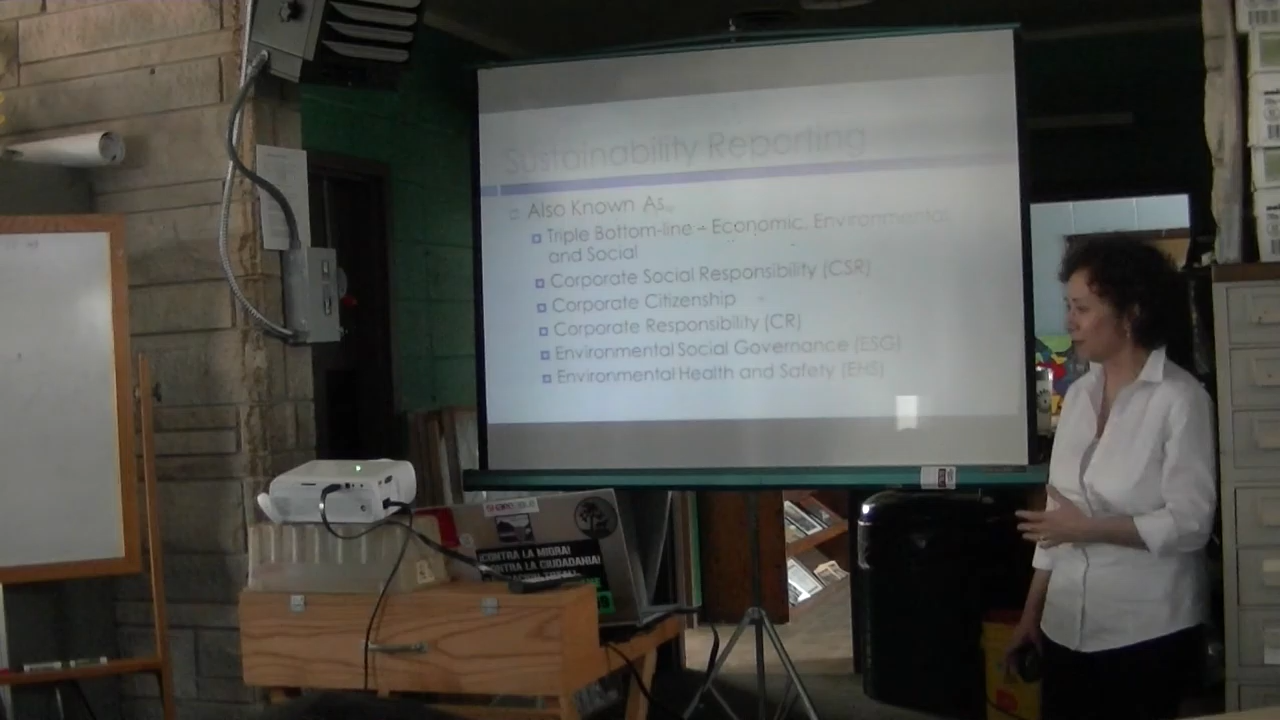 Sustainability Reporting
Also Known As...
Triple Bottom-line - Economic, Environmental
and Social
Corporate Social Responsibility (CSR)
Corporate Citizenship
Corporate Responsibility (CR)
Environmental Social Governance (ESG)
Environmental Health and Safety (EHS)
¡CONTRA LA MIGRA!
¡CONTRA LA CIUDADANIA!